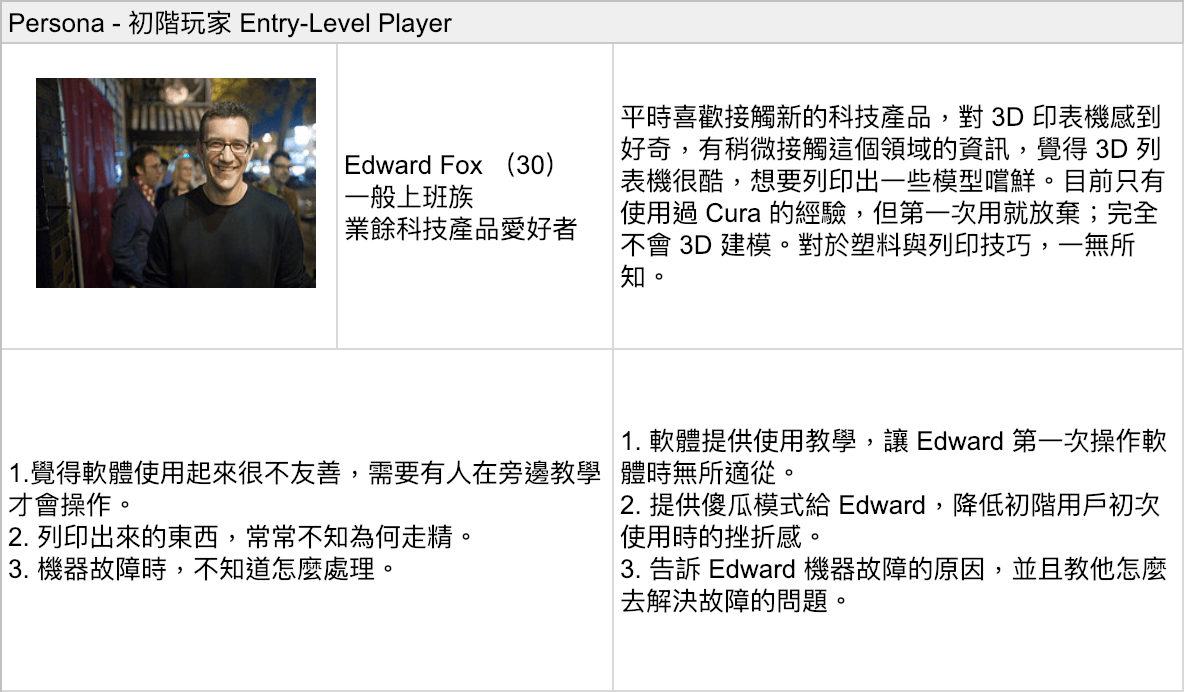 Persona - 初階玩家 Entry-Level Player
Edward Fox （30）
一般上班族
業餘科技產品愛好者
平時喜歡接觸新的科技產品，對 3D 印表機感到
好奇，有稍微接觸這個領域的資訊，覺得 3D 列
表機很酷，想要列印出一些模型嚐鮮。目前只有
使用過 Cura 的經驗，但第一次用就放棄；完全
不會 3D 建模。對於塑料與列印技巧，一無所
知。
1.覺得軟體使用起來很不友善，需要有人在旁邊教學
才會操作。
2. 列印出來的東西，常常不知為何走精。
3. 機器故障時，不知道怎麼處理。
1. 軟體提供使用教學，讓 Edward 第一次操作軟
體時無所適從。
2. 提供傻瓜模式給 Edward，降低初階用戶初次
使用時的挫折感。
3. 告訴 Edward 機器故障的原因，並且教他怎麼
去解決故障的問題。